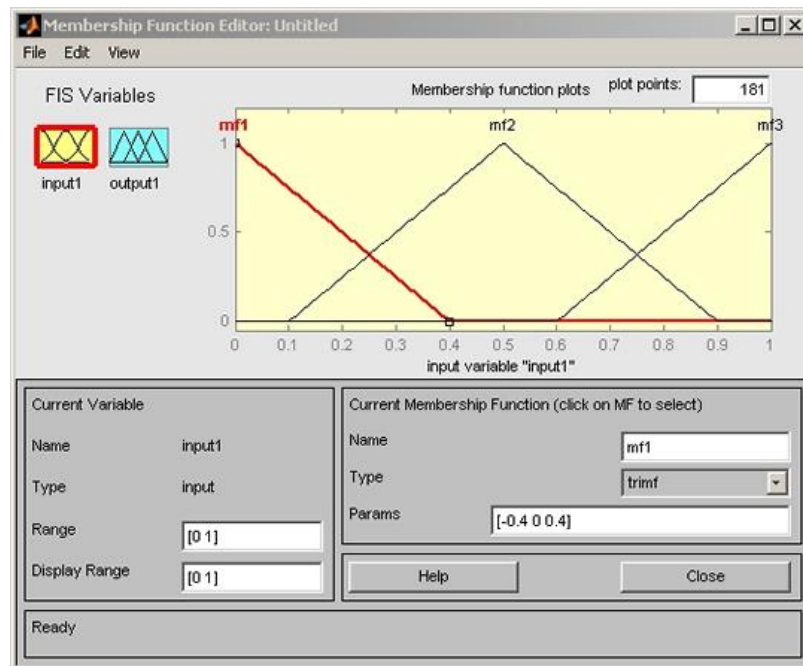 Membership Function Editor: Untitled
File Edit View
FIS Variables
Membership function plots plot points: 181
mf1 mf2 mf3
1
input1 output1
0.5
0
0 0.1 0.2 0.3 0.4 0.5 0.6 0.7 0.8 0.9 1
input variable "input1"
Current Variable
Name input1
Type input
Range [0 1]
Display Range [0 1]
Current Membership Function (click on MF to select)
Name mf1
Type trimf
Params [-0.4 0 0.4]
Help Close
Ready